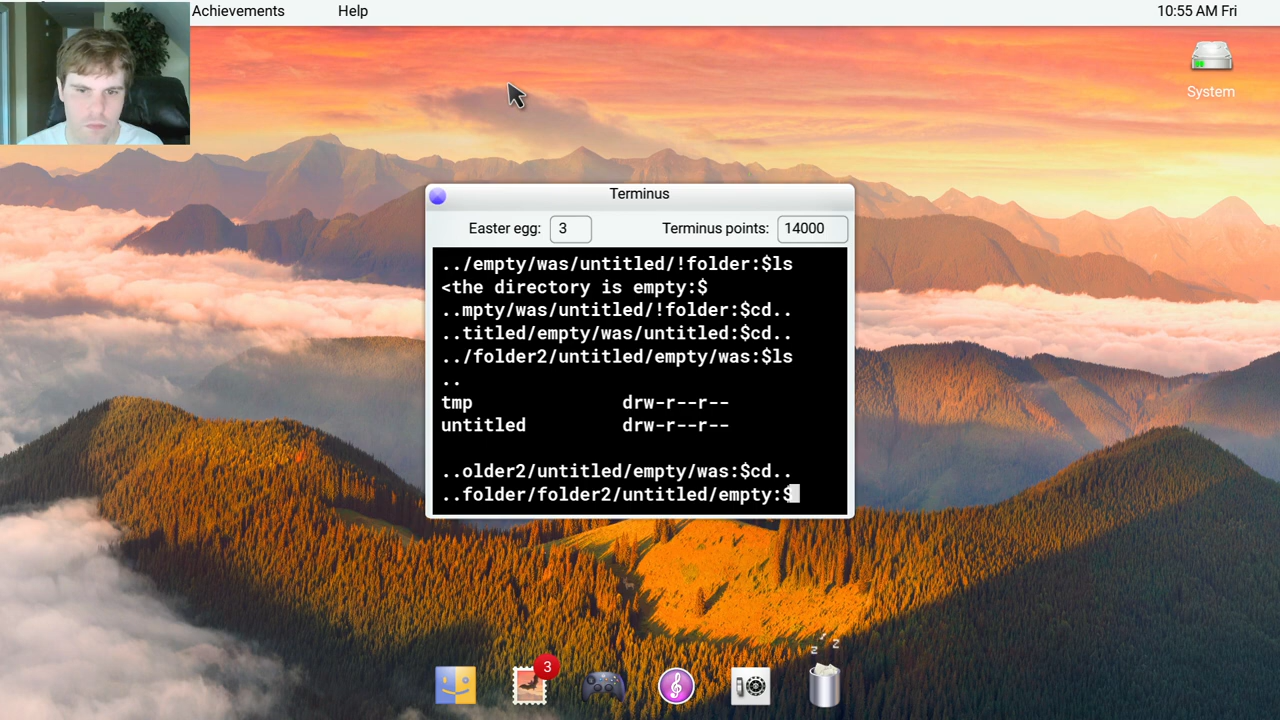 Achievements Help 10:55 AM Fri
System
Terminus
Easter egg: 3 Terminus points: 14000
../empty/was/untitled/!folder:$ls
<the directory is empty:$
..mpty/was/untitled/!folder:$cd..
..titled/empty/was/untitled:$cd..
../folder2/untitled/empty/was:$ls
..
tmp drw-r--r--
untitled drw-r--r--
..older2/untitled/empty/was:$cd..
..folder/folder2/untitled/empty:$
z z z
3